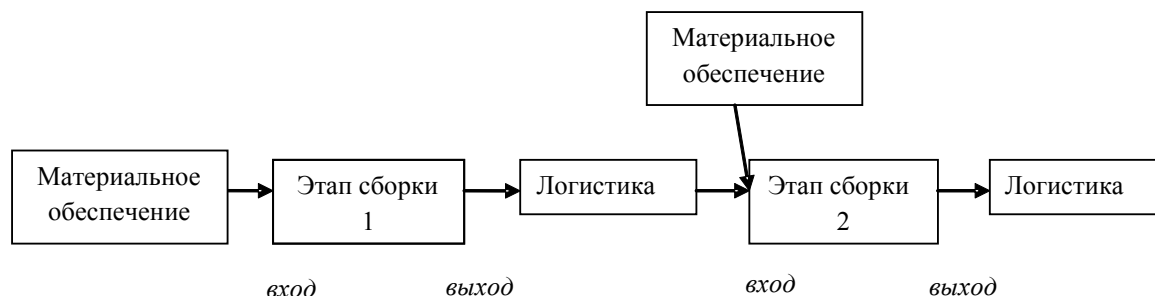 Материальное
обеспечение
Материальное
обеспечение
Этап сборки
1
Логистика
Этап сборки
2
Логистика
вход
выход
вход
выход